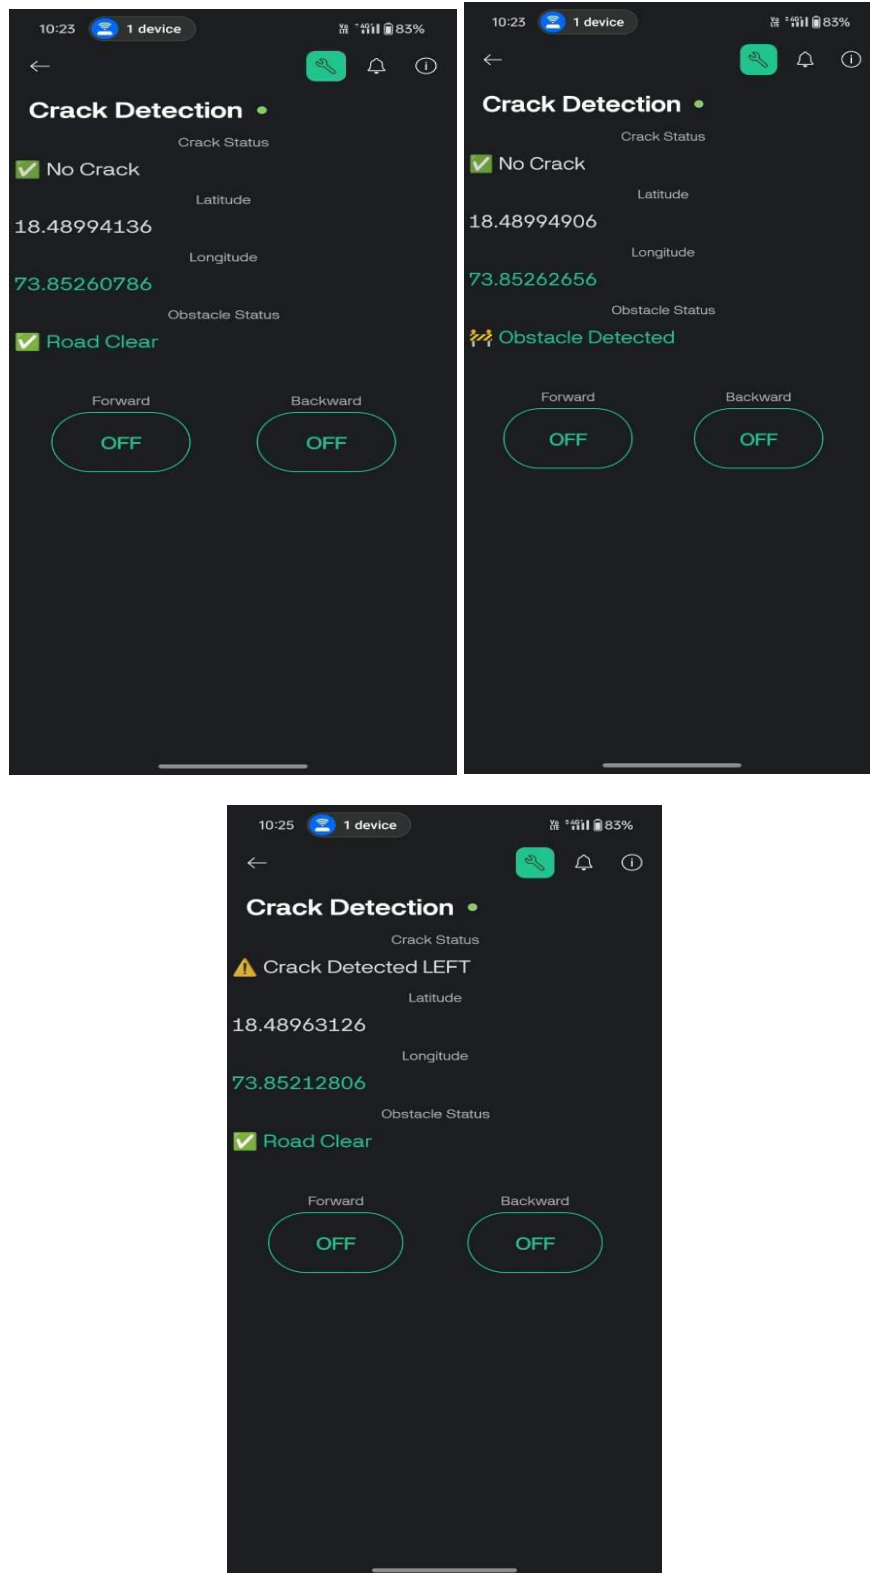 10:23 1 device 83%
Crack Detection
Crack Status
✅ No Crack
Latitude
18.48994136
Longitude
73.85260786
Obstacle Status
✅ Road Clear
Forward Backward
OFF OFF
10:23 1 device 83%
Crack Detection
Crack Status
✅ No Crack
Latitude
18.48994906
Longitude
73.85262656
Obstacle Status
🚧 Obstacle Detected
Forward Backward
OFF OFF
10:25 1 device 83%
Crack Detection
Crack Status
⚠️ Crack Detected LEFT
Latitude
18.48963126
Longitude
73.85212806
Obstacle Status
✅ Road Clear
Forward Backward
OFF OFF